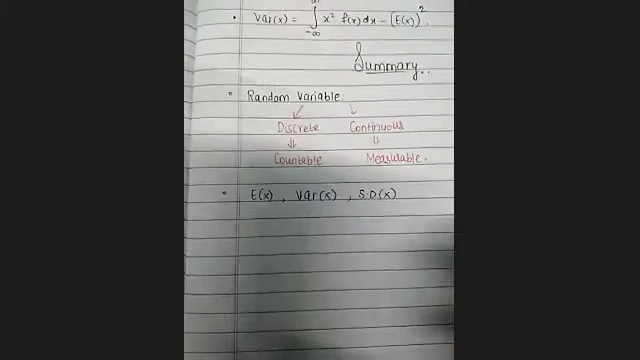 • Var(x) = ∫_{-∞}^{∞} x² f(x) dx - (E(x))².
Summary..
• Random Variable:
Discrete Continuous
⇓ ⇓
Countable Measurable.
• E(x), Var(x), S.D(x)